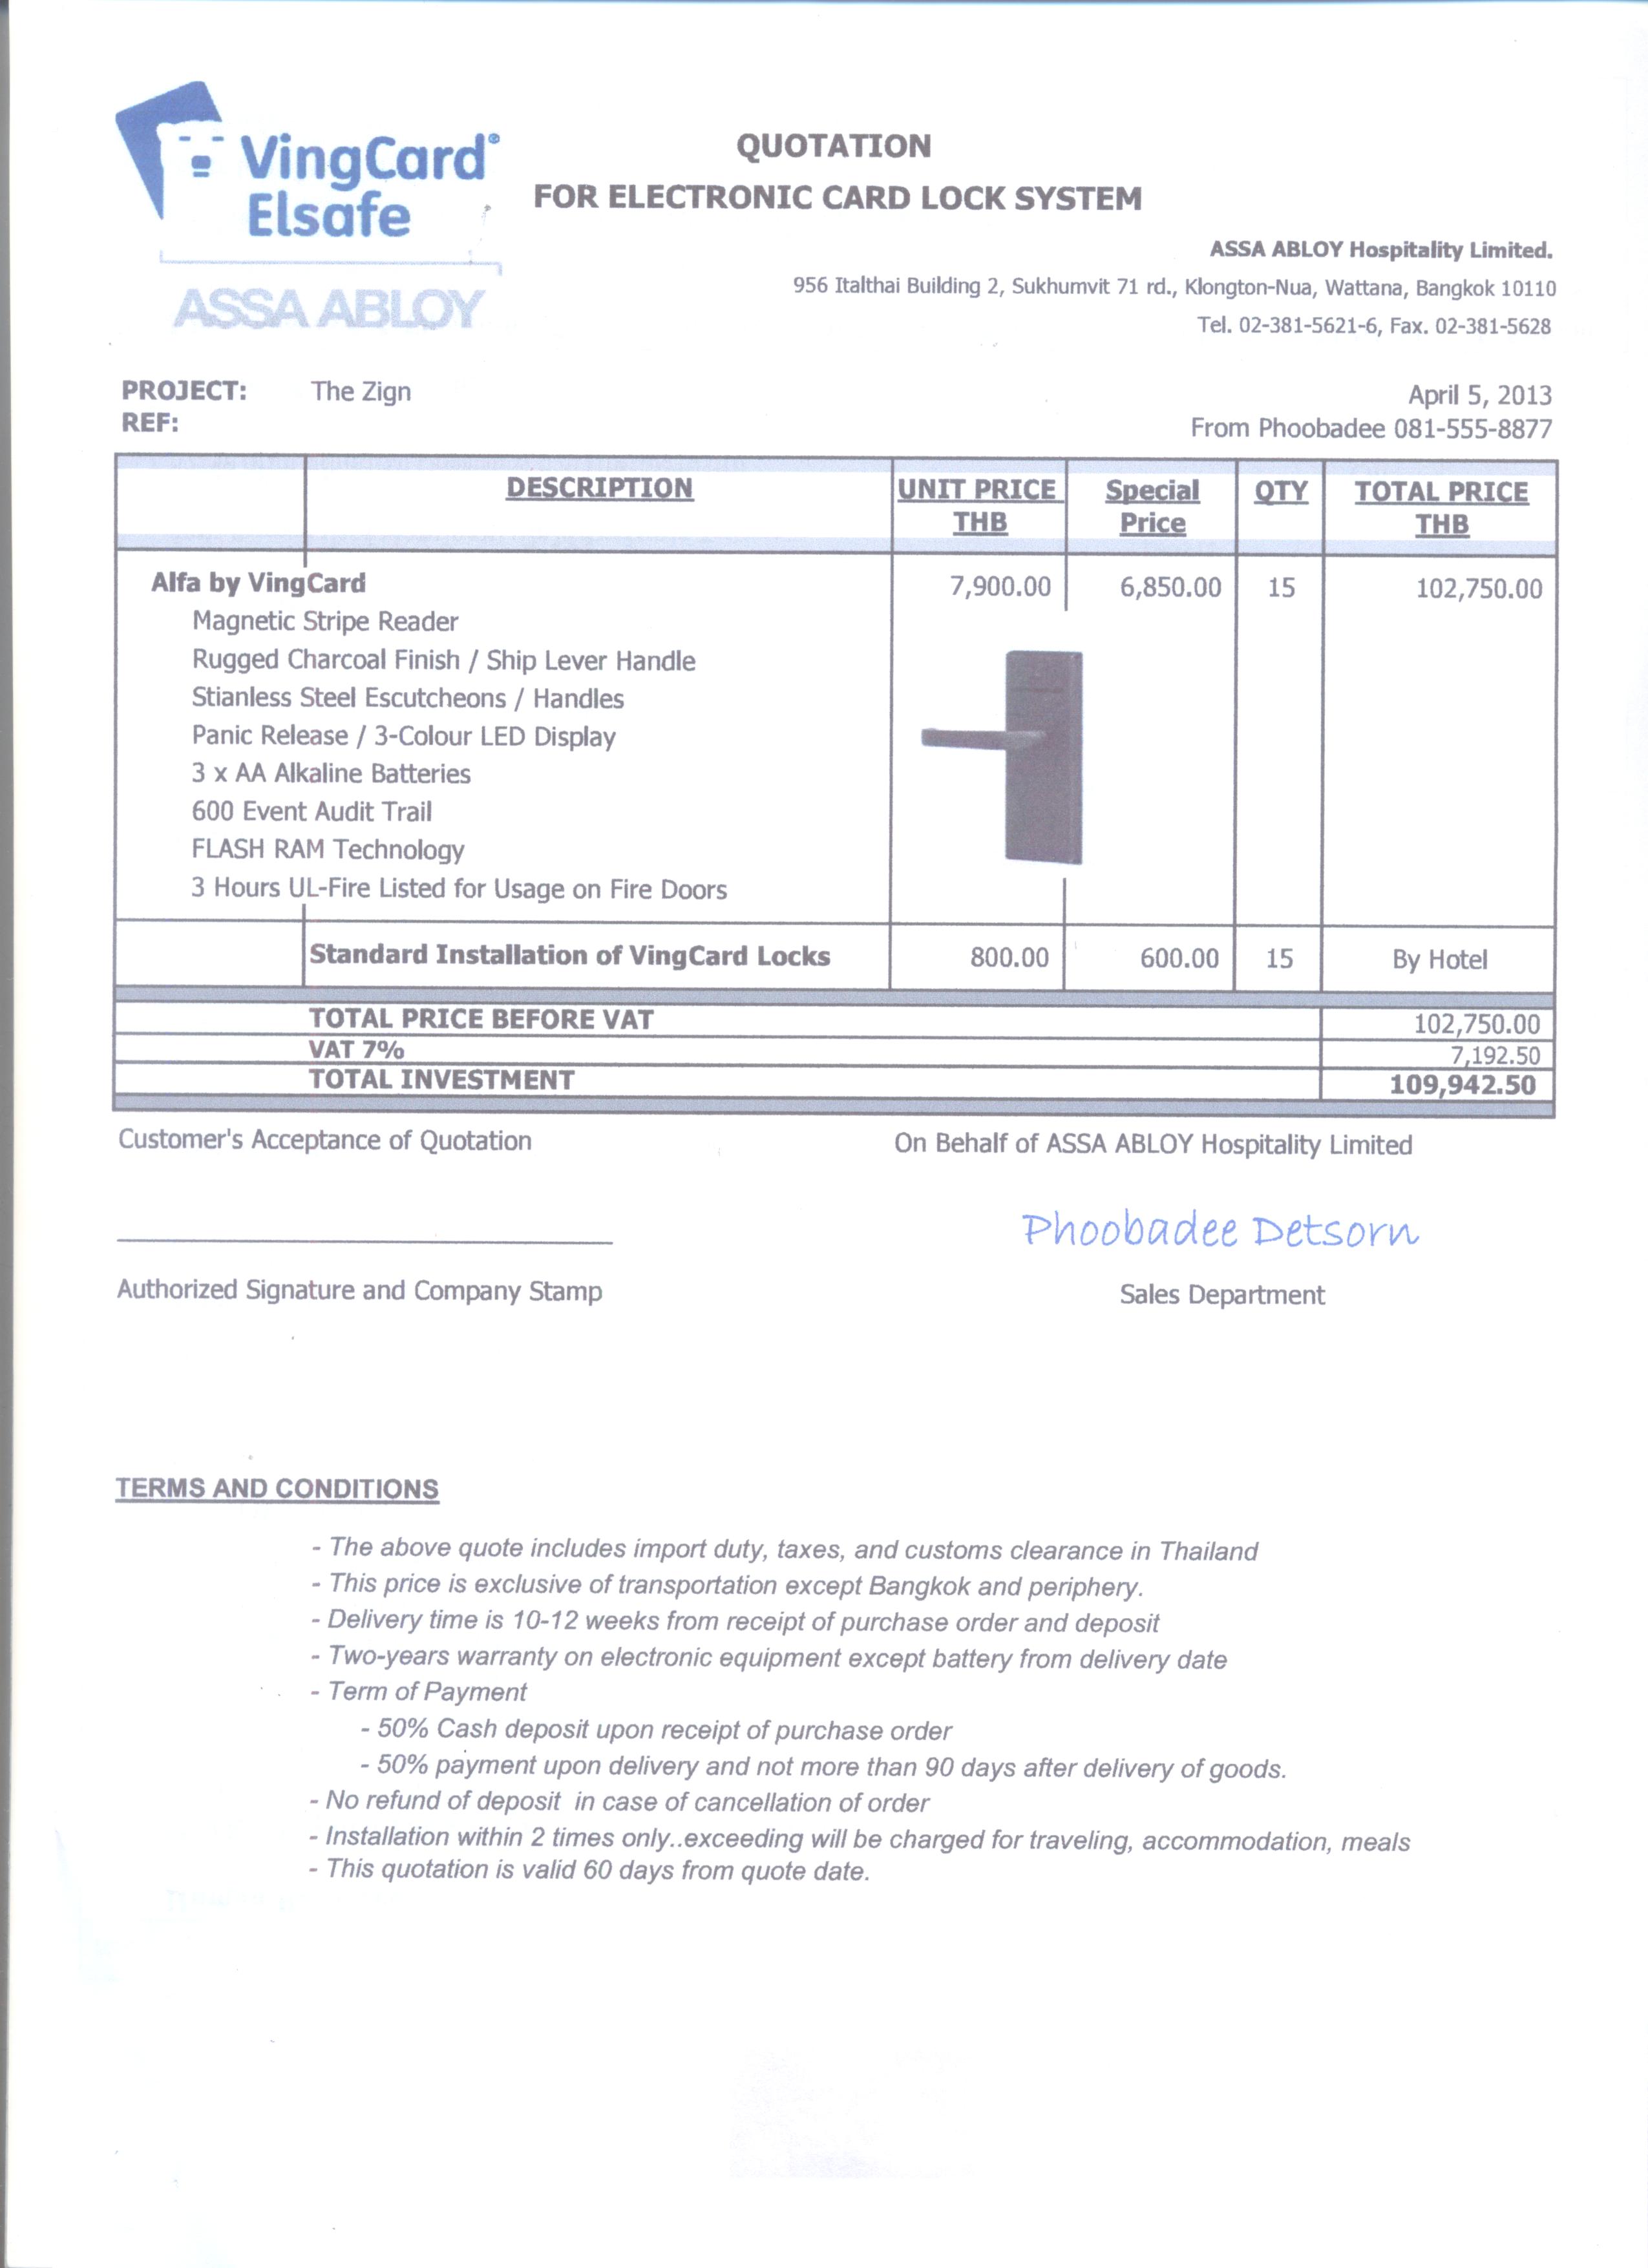 VingCard®
Elsafe
ASSA ABLOY
QUOTATION
FOR ELECTRONIC CARD LOCK SYSTEM
ASSA ABLOY Hospitality Limited.
956 Italthai Building 2, Sukhumvit 71 rd., Klongton-Nua, Wattana, Bangkok 10110
Tel. 02-381-5621-6, Fax. 02-381-5628
PROJECT: The Zign
April 5, 2013
REF:
From Phoobadee 081-555-8877
DESCRIPTION UNIT PRICE THB Special Price QTY TOTAL PRICE THB
Alfa by VingCard 7,900.00 6,850.00 15 102,750.00
Magnetic Stripe Reader
Rugged Charcoal Finish / Ship Lever Handle
Stianless Steel Escutcheons / Handles
Panic Release / 3-Colour LED Display
3 x AA Alkaline Batteries
600 Event Audit Trail
FLASH RAM Technology
3 Hours UL-Fire Listed for Usage on Fire Doors
Standard Installation of VingCard Locks 800.00 600.00 15 By Hotel
TOTAL PRICE BEFORE VAT 102,750.00
VAT 7% 7,192.50
TOTAL INVESTMENT 109,942.50
Customer's Acceptance of Quotation
On Behalf of ASSA ABLOY Hospitality Limited
Phoobadee Detsorn
Authorized Signature and Company Stamp
Sales Department
TERMS AND CONDITIONS
- The above quote includes import duty, taxes, and customs clearance in Thailand
- This price is exclusive of transportation except Bangkok and periphery.
- Delivery time is 10-12 weeks from receipt of purchase order and deposit
- Two-years warranty on electronic equipment except battery from delivery date
- Term of Payment
- 50% Cash deposit upon receipt of purchase order
- 50% payment upon delivery and not more than 90 days after delivery of goods.
- No refund of deposit in case of cancellation of order
- Installation within 2 times only..exceeding will be charged for traveling, accommodation, meals
- This quotation is valid 60 days from quote date.